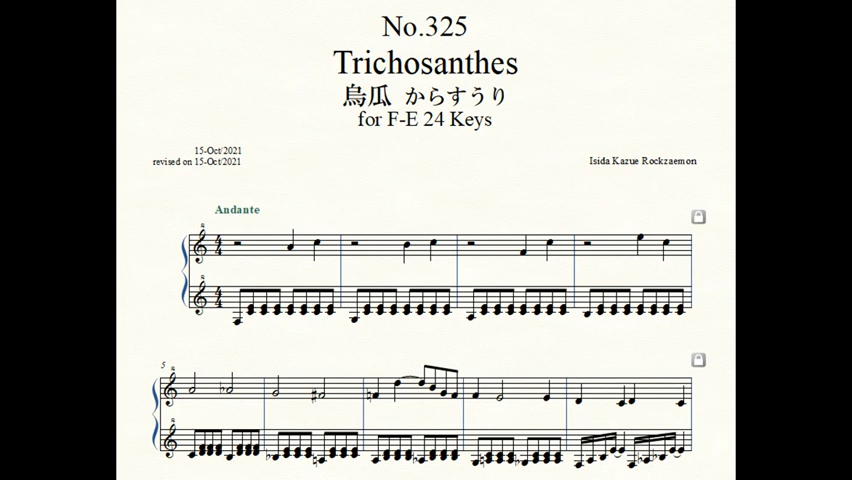 No.325
Trichosanthes
烏瓜 からすうり
for F-E 24 Keys
15-Oct/2021
revised on 15-Oct/2021
Isida Kazue Rockzaemon
Andante
5